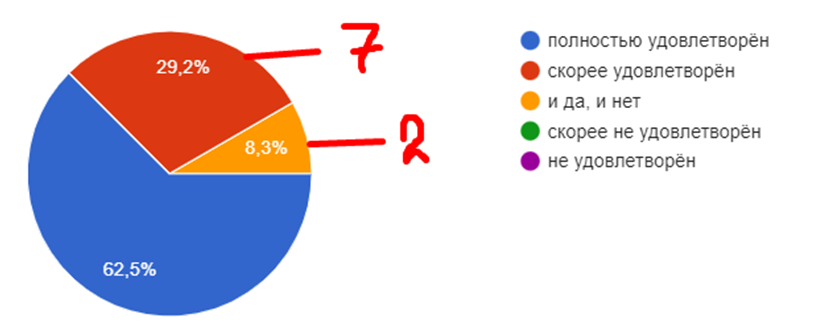 7
29,2%
2
8,3%
62,5%
полностью удовлетворён
скорее удовлетворён
и да, и нет
скорее не удовлетворён
не удовлетворён